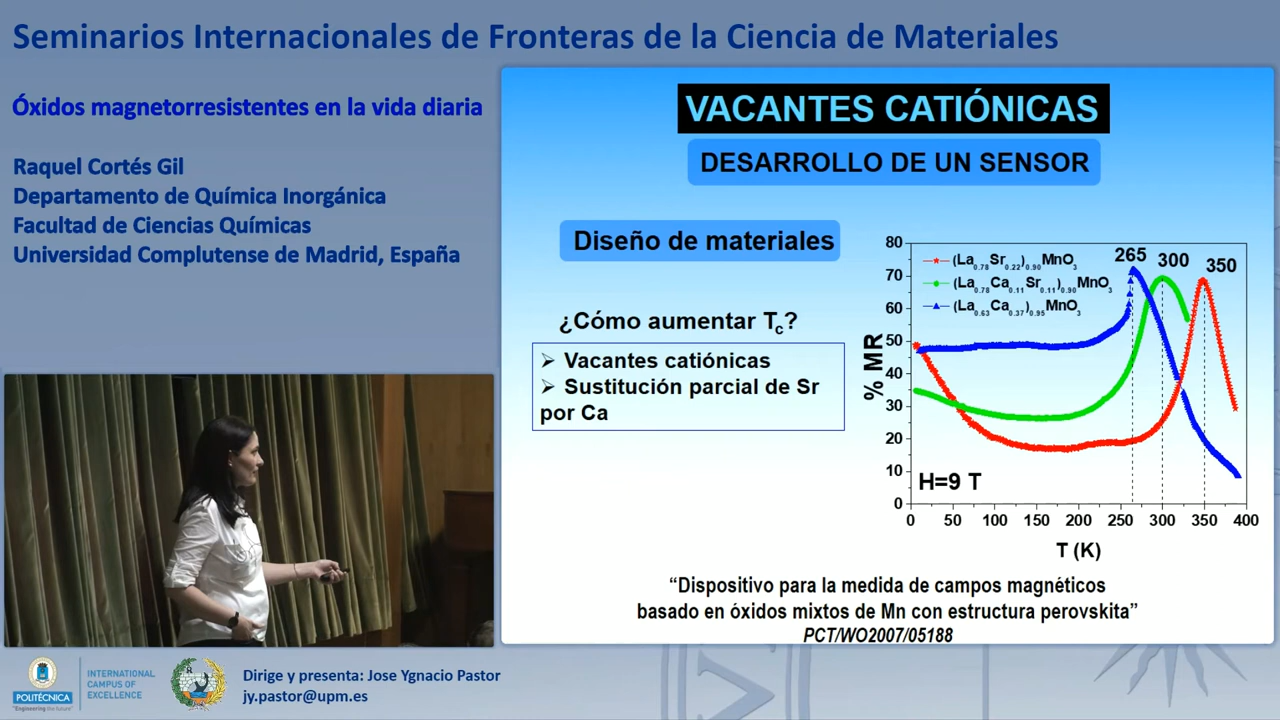 Seminarios Internacionales de Fronteras de la Ciencia de Materiales
Óxidos magnetorresistentes en la vida diaria
Raquel Cortés Gil
Departamento de Química Inorgánica
Facultad de Ciencias Químicas
Universidad Complutense de Madrid, España
VACANTES CATIÓNICAS
DESARROLLO DE UN SENSOR
Diseño de materiales
¿Cómo aumentar Tc?
➢ Vacantes catiónicas
➢ Sustitución parcial de Sr
por Ca
80
70
60
50
40
30
20
10
0
% MR
(La0.78Sr0.22)0.90MnO3
(La0.78Ca0.11Sr0.11)0.90MnO3
(La0.63Ca0.37)0.95MnO3
265 300 350
H=9 T
0 50 100 150 200 250 300 350 400
T (K)
“Dispositivo para la medida de campos magnéticos
basado en óxidos mixtos de Mn con estructura perovskita”
PCT/WO2007/05188
POLITÉCNICA
"Engineering the future"
INTERNATIONAL
CAMPUS OF
EXCELLENCE
Dirige y presenta: Jose Ygnacio Pastor
jy.pastor@upm.es